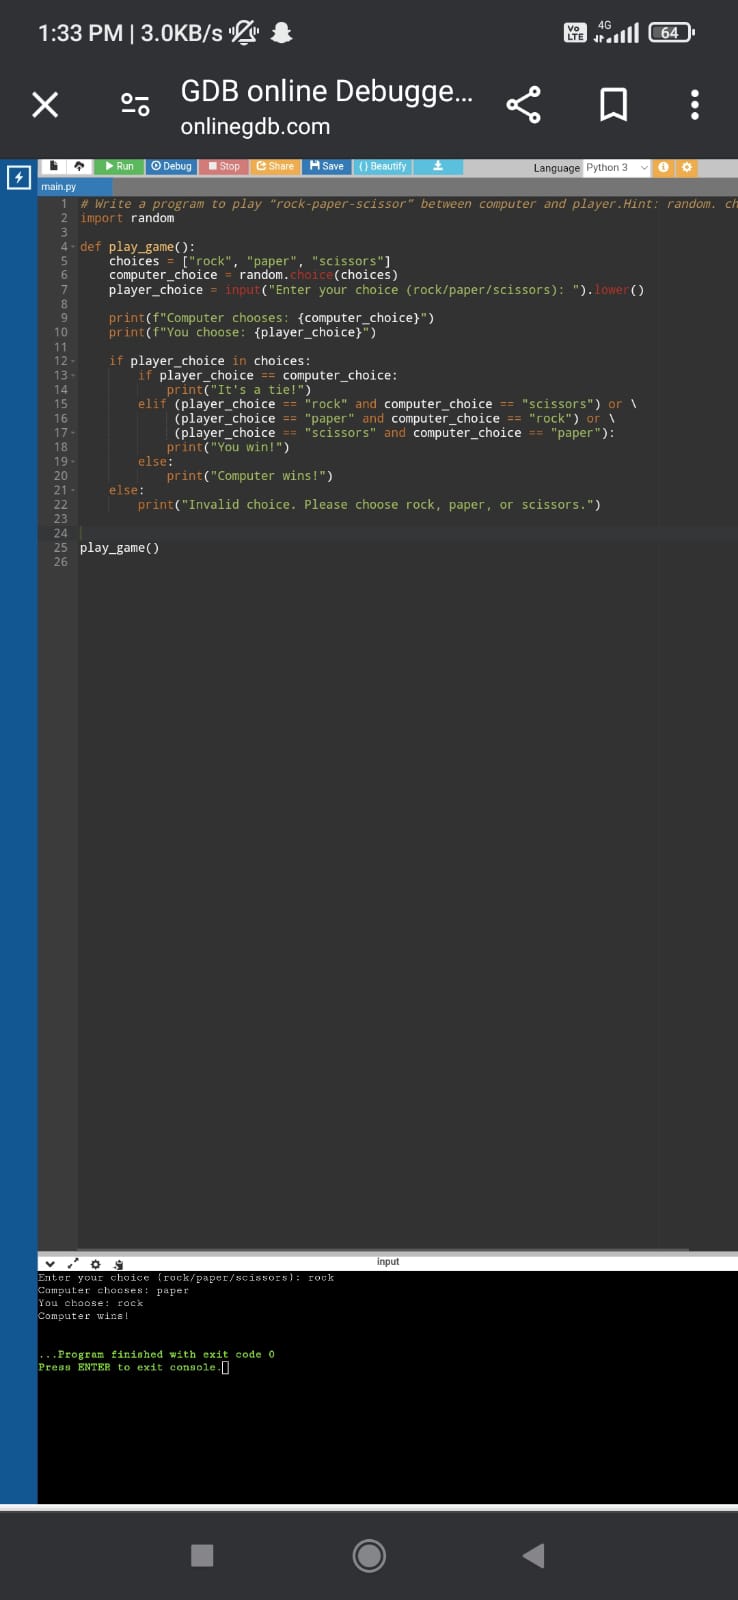 1:33 PM | 3.0KB/s
Vo LTE 4G 64
GDB online Debugge...
onlinegdb.com
Run Debug Stop Share Save {} Beautify Language Python 3
main.py
1 # Write a program to play “rock-paper-scissor” between computer and player.Hint: random. ch
2 import random
3
4 def play_game():
5 choices = ["rock", "paper", "scissors"]
6 computer_choice = random.choice(choices)
7 player_choice = input("Enter your choice (rock/paper/scissors): ").lower()
8
9 print(f"Computer chooses: {computer_choice}")
10 print(f"You choose: {player_choice}")
11
12 if player_choice in choices:
13 if player_choice == computer_choice:
14 print("It's a tie!")
15 elif (player_choice == "rock" and computer_choice == "scissors") or \
16 (player_choice == "paper" and computer_choice == "rock") or \
17 (player_choice == "scissors" and computer_choice == "paper"):
18 print("You win!")
19 else:
20 print("Computer wins!")
21 else:
22 print("Invalid choice. Please choose rock, paper, or scissors.")
23
24
25 play_game()
26
input
Enter your choice (rock/paper/scissors): rock
Computer chooses: paper
You choose: rock
Computer wins!
...Program finished with exit code 0
Press ENTER to exit console.